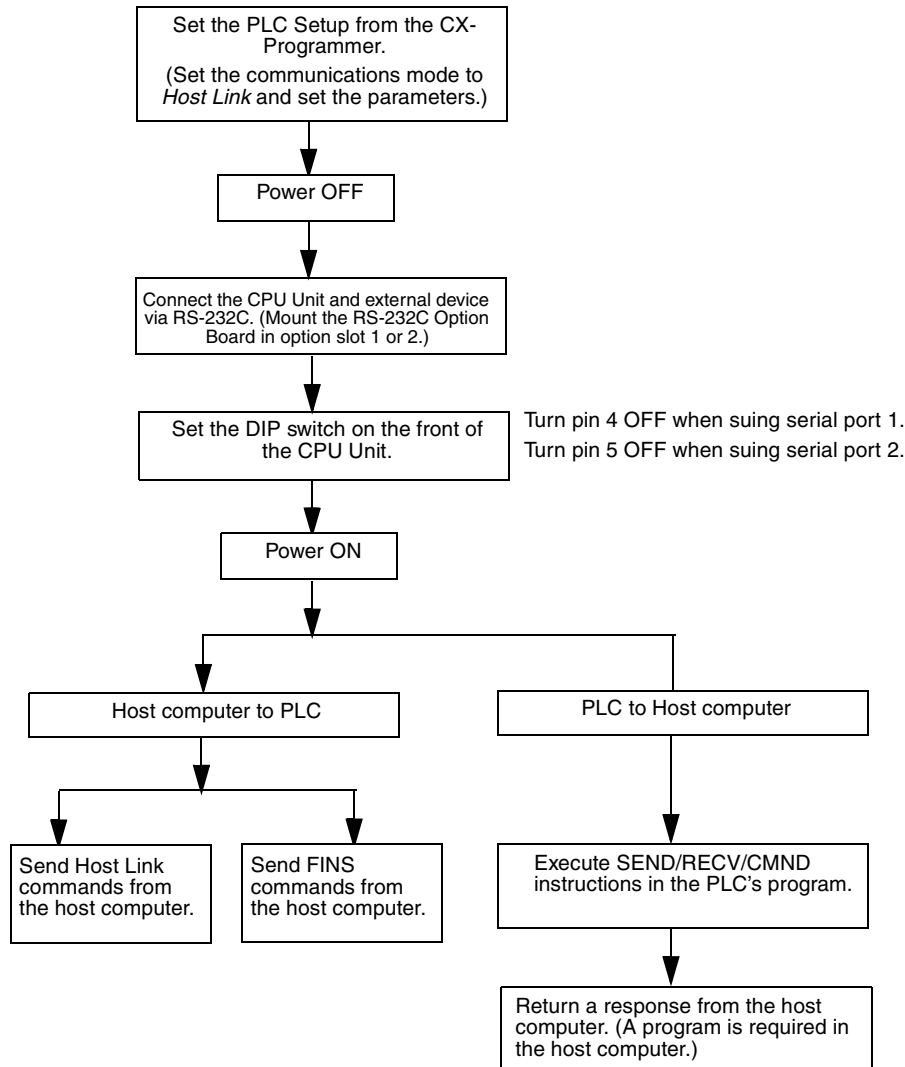 Set the PLC Setup from the CX-
Programmer.
(Set the communications mode to
Host Link and set the parameters.)
Power OFF
Connect the CPU Unit and external device
via RS-232C. (Mount the RS-232C Option
Board in option slot 1 or 2.)
Set the DIP switch on the front of
the CPU Unit.
Turn pin 4 OFF when suing serial port 1.
Turn pin 5 OFF when suing serial port 2.
Power ON
Host computer to PLC
PLC to Host computer
Send Host Link
commands from
the host computer.
Send FINS
commands from
the host computer.
Execute SEND/RECV/CMND
instructions in the PLC's program.
Return a response from the host
computer. (A program is required in
the host computer.)